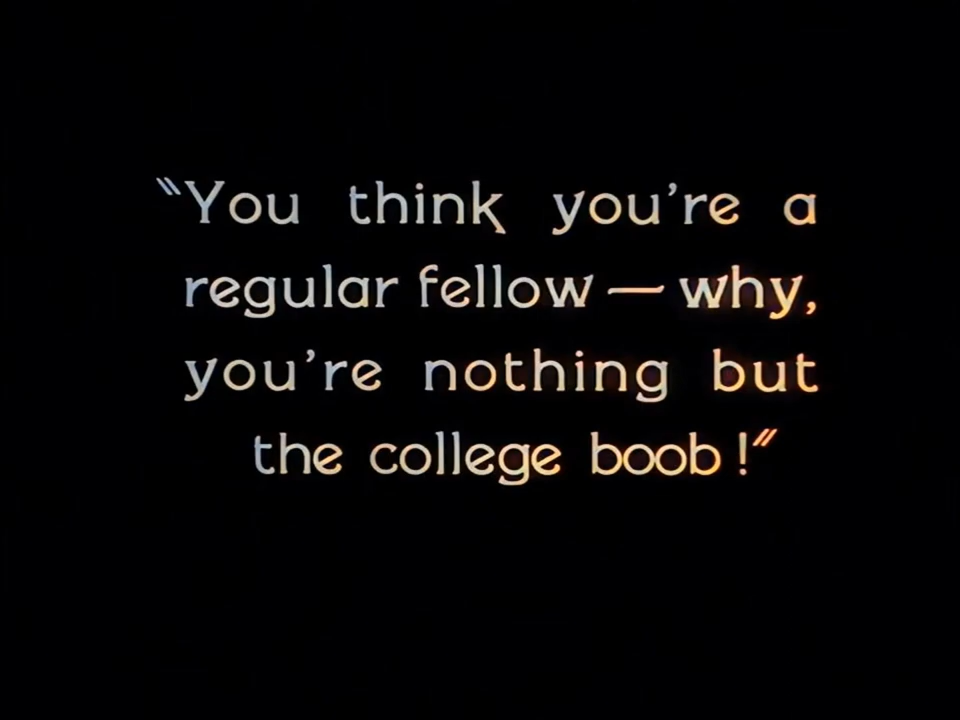 "You think you're a
regular fellow — why,
you're nothing but
the college boob!"